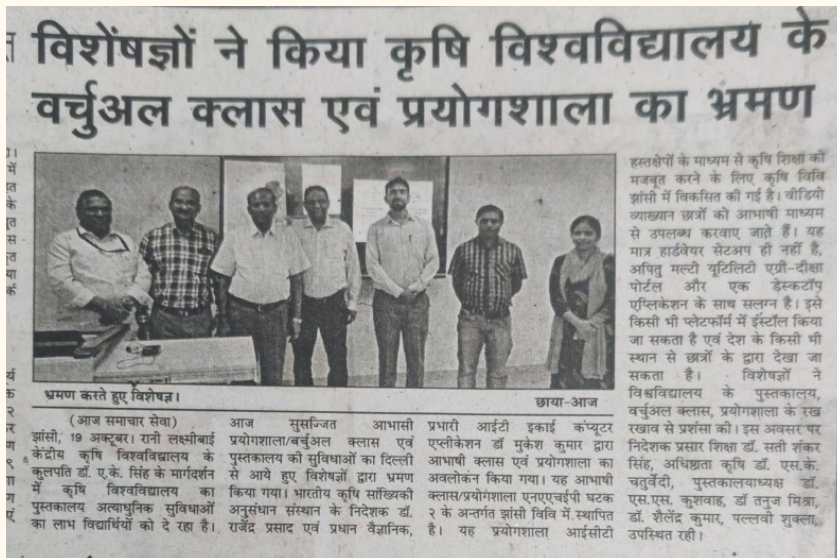 विशेंषज्ञों ने किया कृषि विश्वविद्यालय के
वर्चुअल क्लास एवं प्रयोगशाला का भ्रमण
भ्रमण करते हुए विशेषज्ञ।
छाया-आज
(आज समाचार सेवा)
झांसी, 19 अक्टूबर। रानी लक्ष्मीबाई
केंद्रीय कृषि विश्वविद्यालय के
कुलपति डॉ. ए.के. सिंह के मार्गदर्शन
में कृषि विश्वविद्यालय का
पुस्तकालय अत्याधुनिक सुविधाओं
का लाभ विद्यार्थियों को दे रहा है।
आज सुसज्जित आभासी
प्रयोगशाला/बर्चुअल क्लास एवं
पुस्तकालय की सुविधाओं का दिल्ली
से आये हुए विशेषज्ञों द्वारा भ्रमण
किया गया। भारतीय कृषि सांख्यिकी
अनुसंधान संस्थान के निदेशक डॉ.
राजेंद्र प्रसाद एवं प्रधान वैज्ञानिक,
प्रभारी आईटी इकाई कंप्यूटर
एप्लीकेशन डॉ मुकेश कुमार द्वारा
आभाषी क्लास एवं प्रयोगशाला का
अवलोकन किया गया। यह आभाषी
क्लास/प्रयोगशाला एनएएचईपी घटक
२ के अन्तर्गत झांसी विवि में स्थापित
है। यह प्रयोगशाला आईसीटी
हस्तक्षेपों के माध्यम से कृषि शिक्षा को
मजबूत करने के लिए कृषि विवि
झांसी में विकसित की गई है। वीडियो
व्याख्यान छात्रों को आभाषी माध्यम
से उपलब्ध करवाए जाते हैं। यह
मात्र हार्डवेयर सेटअप ही नहीं है,
अपितु मल्टी यूटिलिटी एग्री-दीक्षा
पोर्टल और एक डेस्कटॉप
एप्लिकेशन के साथ सलग्न है। इसे
किसी भी प्लेटफॉर्म में ईस्टॉल किया
जा सकता है एवं देश के किसी भी
स्थान से छात्रों के द्वारा देखा जा
सकता है। विशेषज्ञों ने
विश्वविद्यालय के पुस्तकालय,
वर्चुअल क्लास, प्रयोगशाला के रख
रखाव से प्रशंसा की। इस अवसर पर
निदेशक प्रसार शिक्षा डॉ. सती शंकर
सिंह, अधिष्ठाता कृषि डॉ. एस.के.
चतुर्वेदी, पुस्तकालयाध्यक्ष डॉ.
एस.एस. कुशवाह, डॉ तनुज मिश्रा,
डॉ. शैलेंद्र कुमार, पल्लवी शुक्ला,
उपस्थित रही।